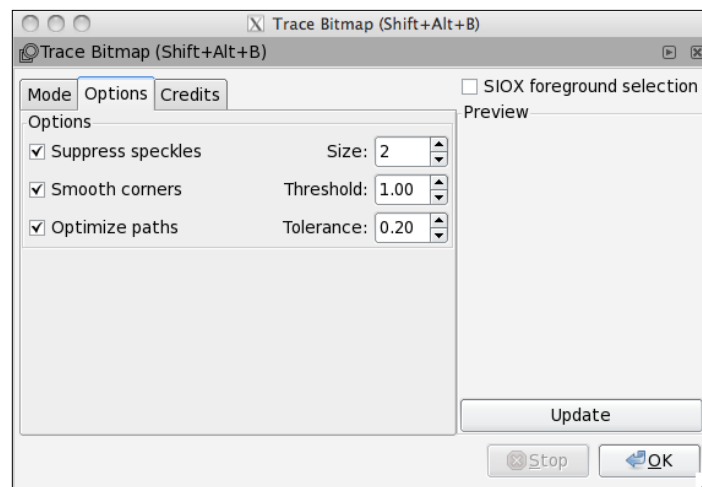 Trace Bitmap (Shift+Alt+B)
Trace Bitmap (Shift+Alt+B)
Mode Options Credits
SIOX foreground selection
Options
Preview
Suppress speckles Size: 2
Smooth corners Threshold: 1.00
Optimize paths Tolerance: 0.20
Update
Stop OK